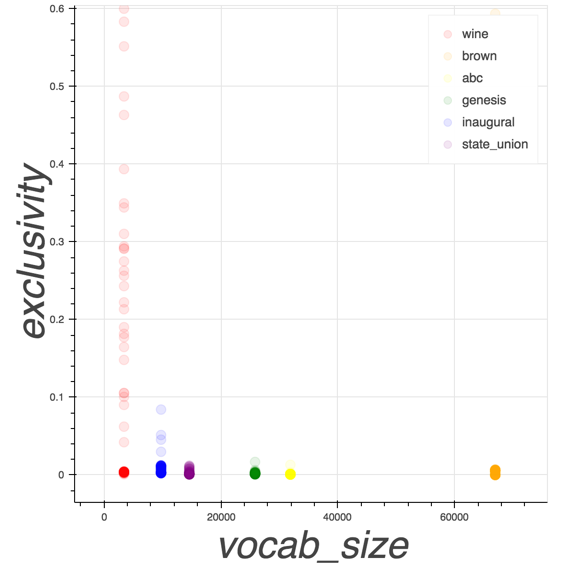 0.6
0.5
0.4
0.3
0.2
0.1
0
exclusivity
wine
brown
abc
genesis
inaugural
state_union
0
20000
40000
60000
vocab_size